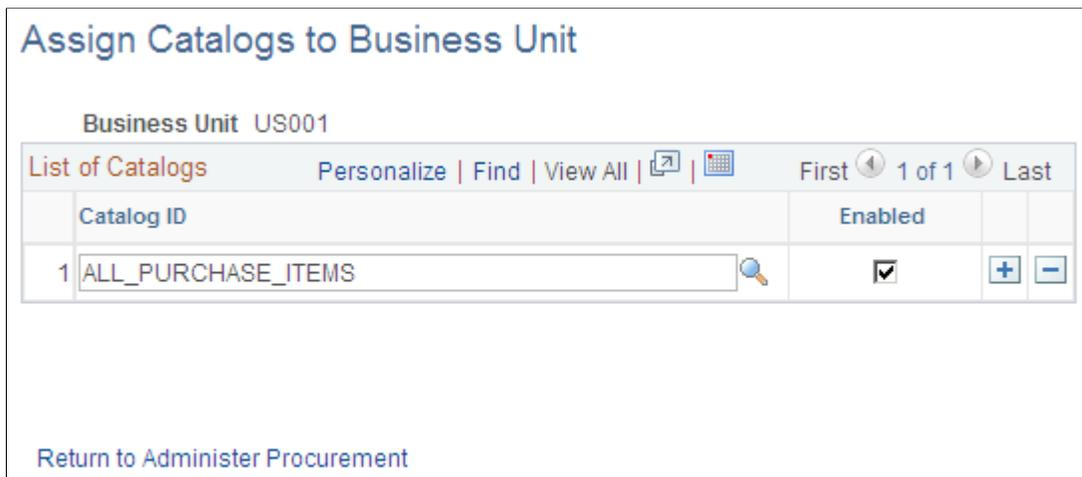 Assign Catalogs to Business Unit
Business Unit US001
List of Catalogs Personalize | Find | View All | | First 1 of 1 Last
Catalog ID Enabled
1 ALL_PURCHASE_ITEMS
Return to Administer Procurement